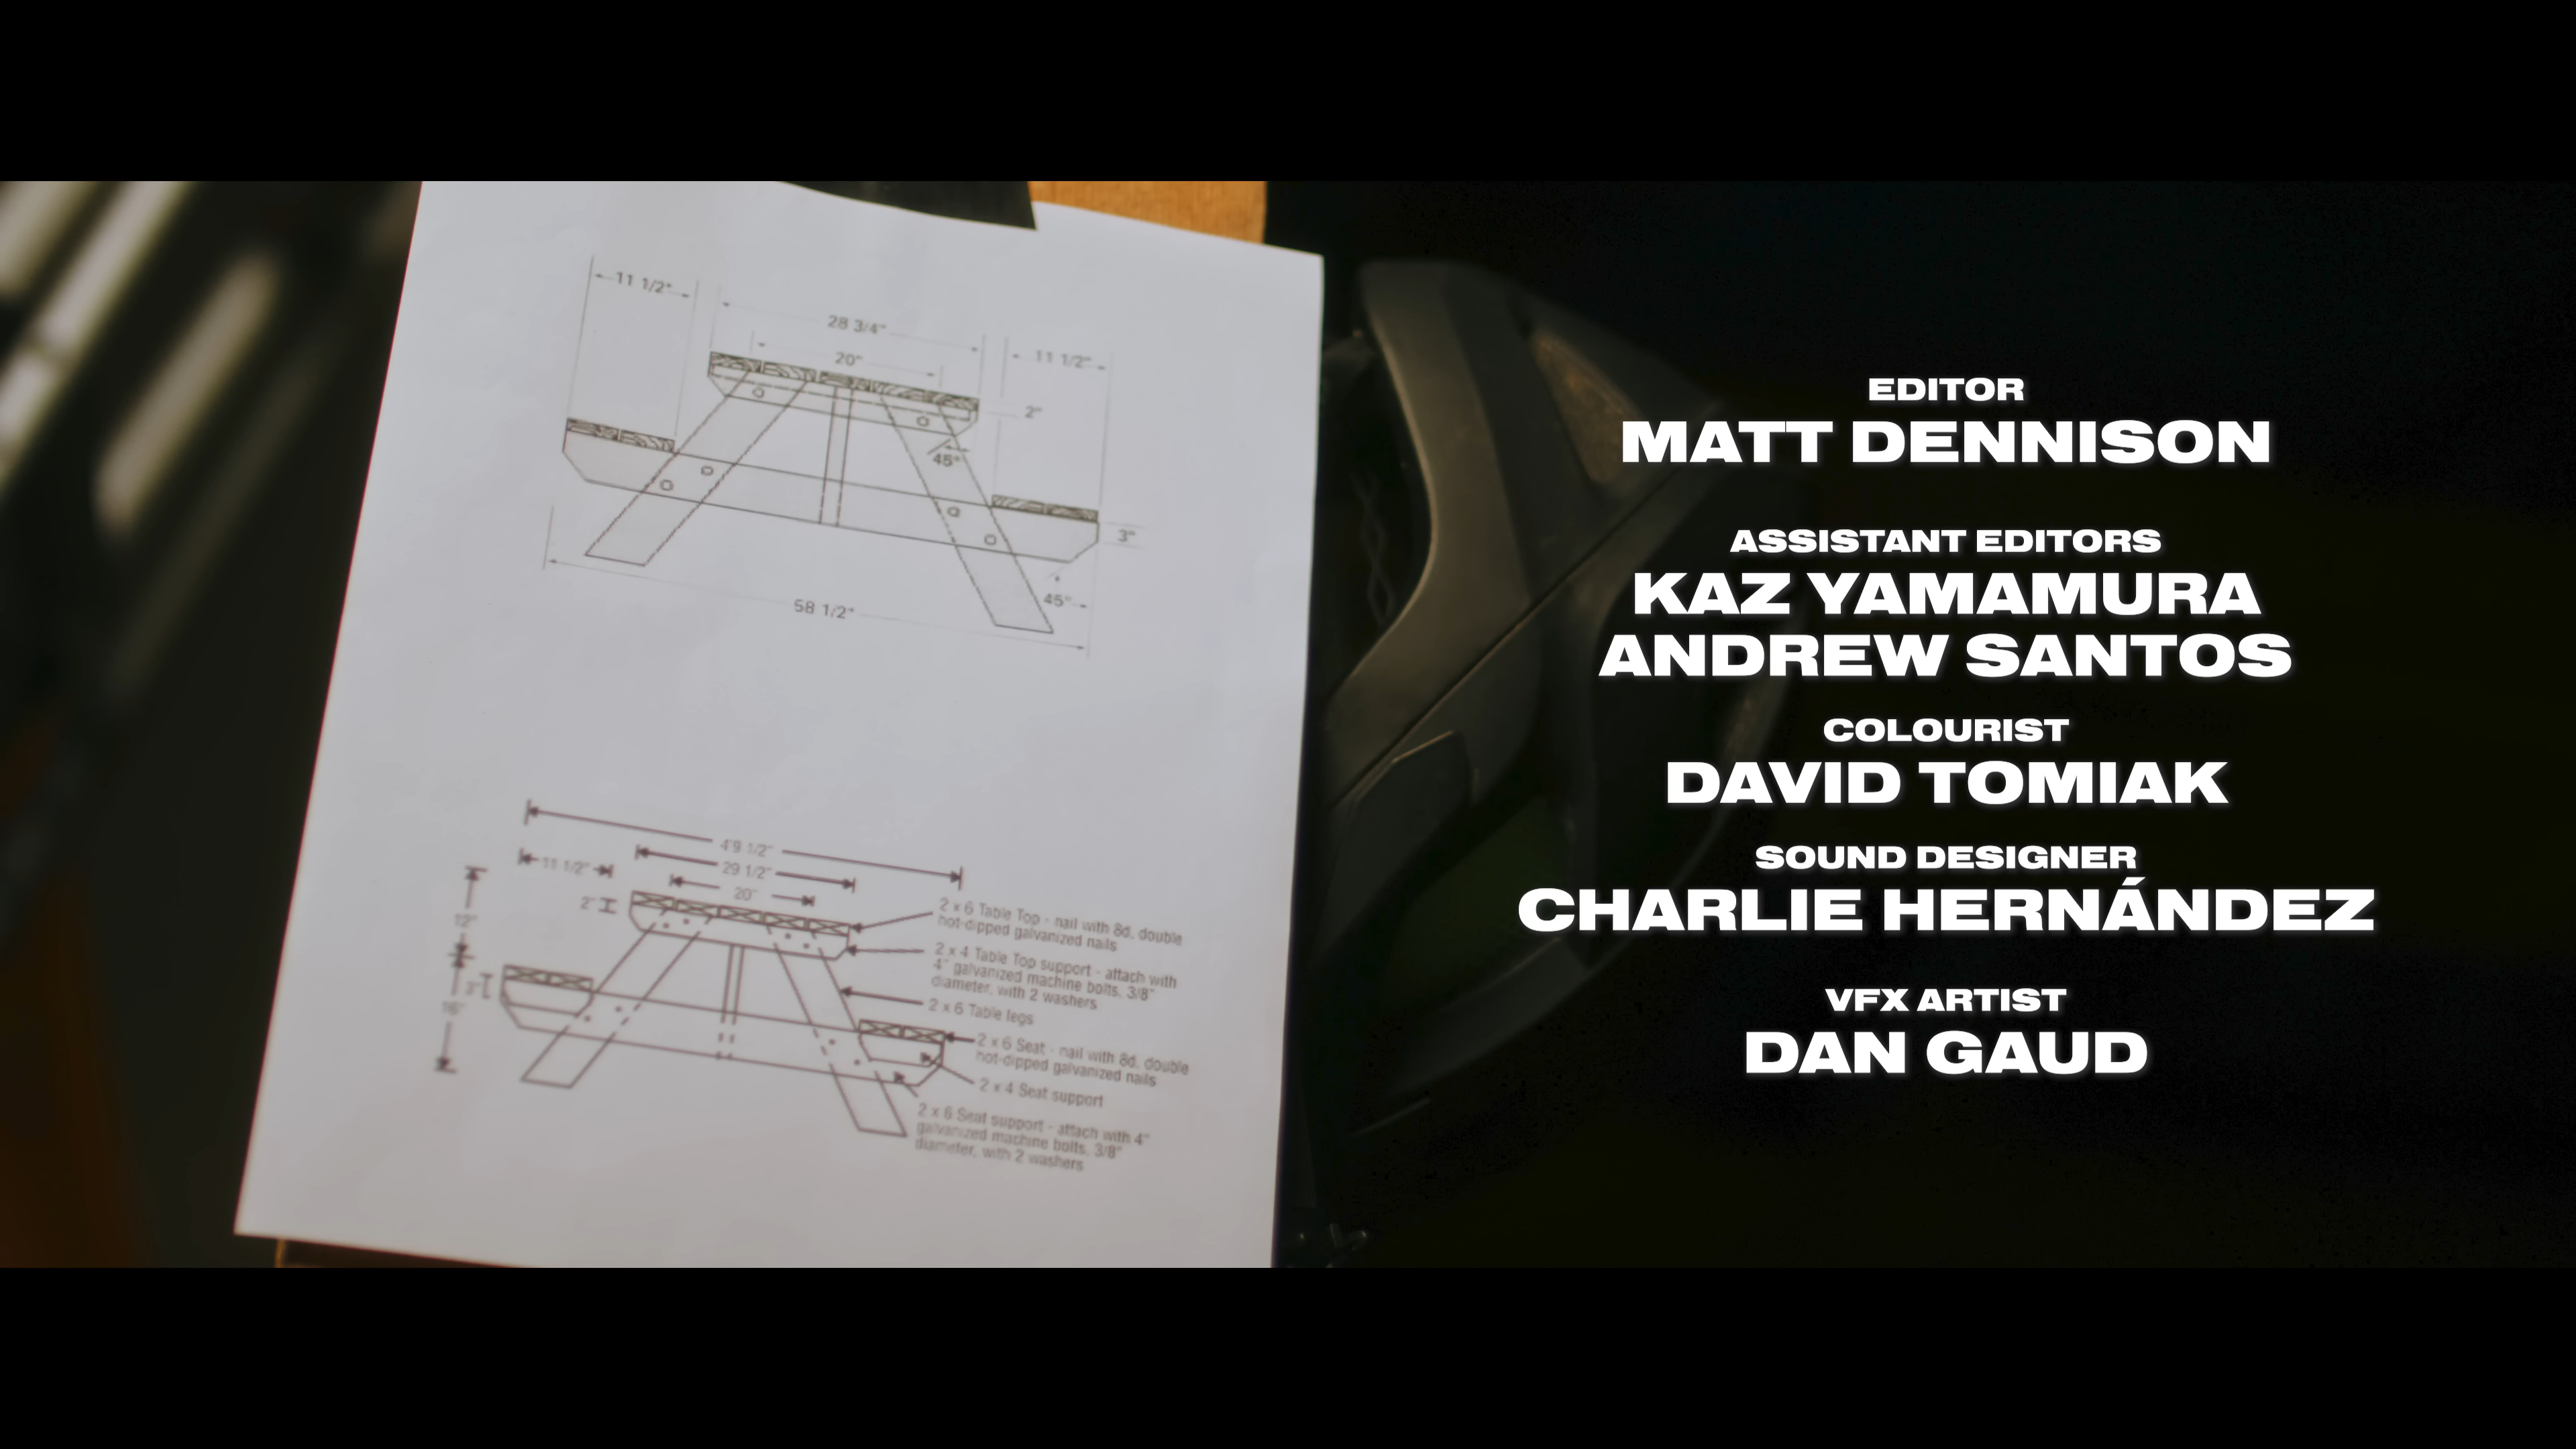 11 1/2"
28 3/4"
20"
11 1/2"
2"
45°
3"
45°
58 1/2"
4'9 1/2"
11 1/2"
29 1/2"
20"
2"
12"
3"
16"
2 x 6 Table Top - nail with 8d, double
hot-dipped galvanized nails
2 x 4 Table Top support - attach with
4" galvanized machine bolts, 3/8"
diameter, with 2 washers
2 x 6 Table legs
2 x 6 Seat - nail with 8d, double
hot-dipped galvanized nails
2 x 4 Seat support
2 x 6 Seat support - attach with 4"
galvanized machine bolts, 3/8"
diameter, with 2 washers
EDITOR
MATT DENNISON
ASSISTANT EDITORS
KAZ YAMAMURA
ANDREW SANTOS
COLOURIST
DAVID TOMIAK
SOUND DESIGNER
CHARLIE HERNÁNDEZ
VFX ARTIST
DAN GAUD